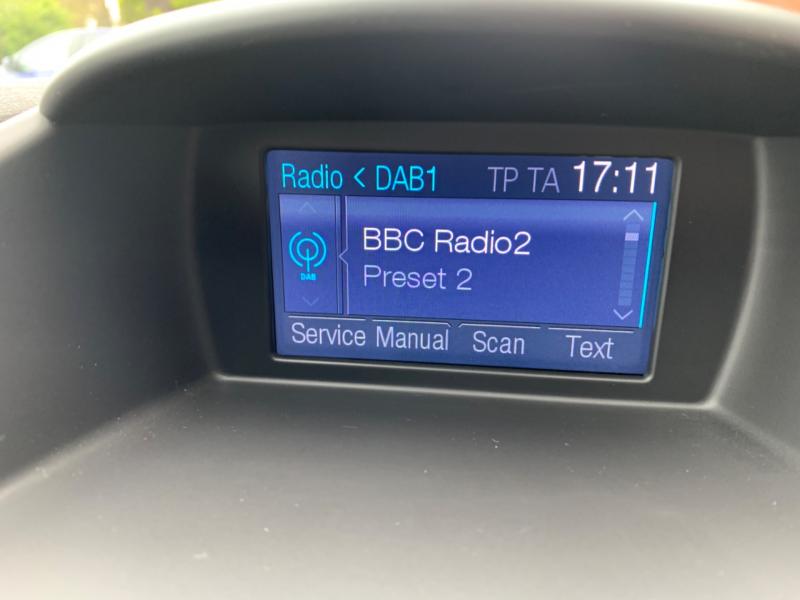 Radio < DAB1 TP TA 17:11
BBC Radio2
DAB
Preset 2
Service Manual Scan Text